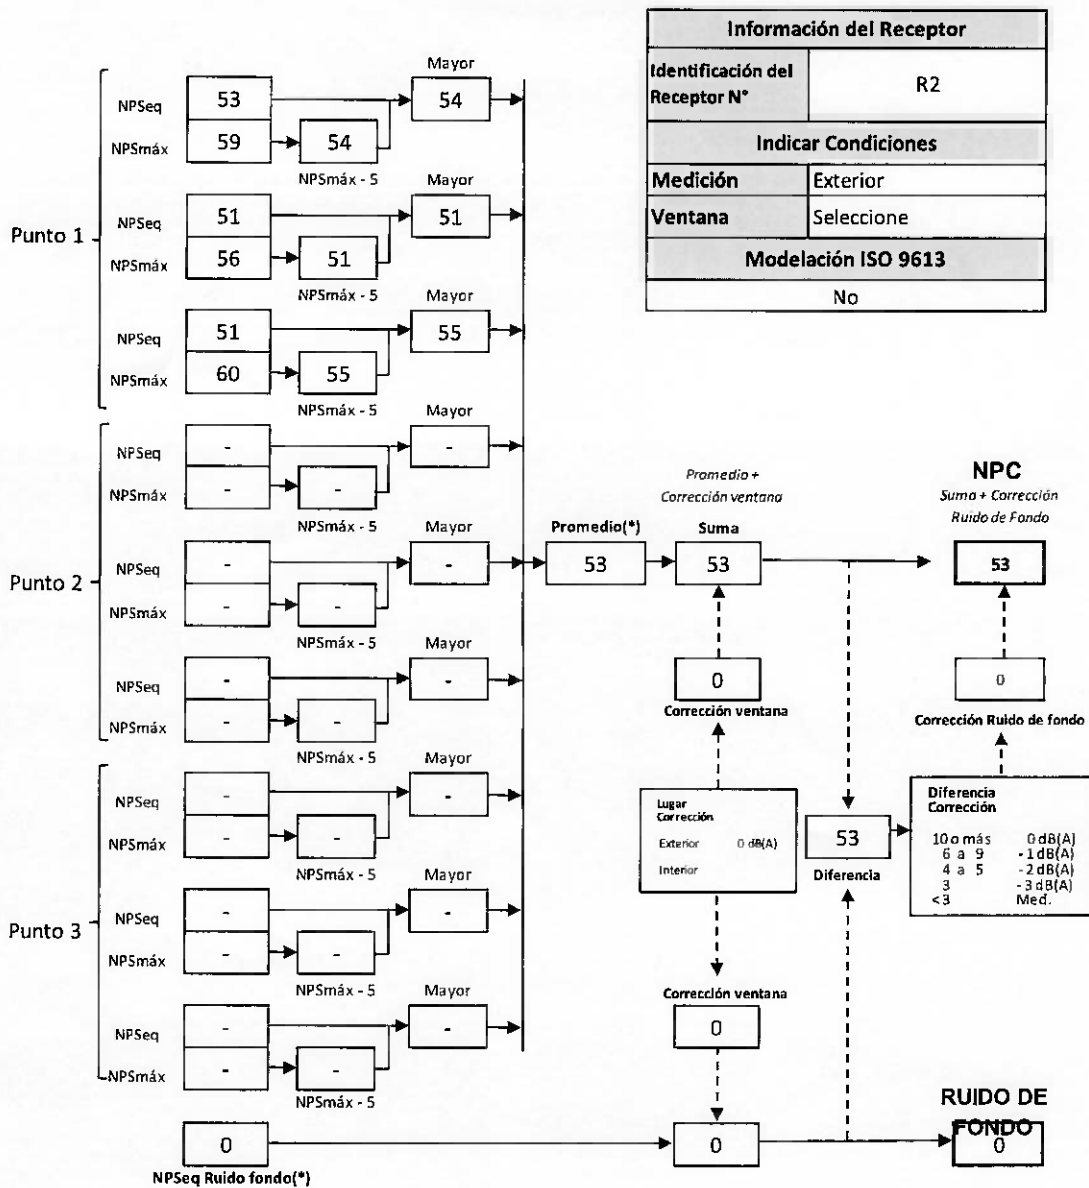 Información del Receptor
Identificación del Receptor N°
R2
Indicar Condiciones
Medición Exterior
Ventana Seleccione
Modelación ISO 9613
No
Punto 1
Mayor
NPSeq 53 54
NPSmáx 59 54
NPSmáx - 5 Mayor
NPSeq 51 51
NPSmáx 56 51
NPSmáx - 5 Mayor
NPSeq 51 55
NPSmáx 60 55
NPSmáx - 5 Mayor
Punto 2
NPSeq - -
NPSmáx - -
NPSmáx - 5 Mayor
NPSeq - -
NPSmáx - -
NPSmáx - 5 Mayor
NPSeq - -
NPSmáx - -
NPSmáx - 5 Mayor
Punto 3
NPSeq - -
NPSmáx - -
NPSmáx - 5 Mayor
NPSeq - -
NPSmáx - -
NPSmáx - 5 Mayor
NPSeq - -
NPSmáx - -
NPSmáx - 5
0
NPSeq Ruido fondo(*)
Promedio(*)
53
Promedio +
Corrección ventana
Suma
53
0
Corrección ventana
Lugar
Corrección
Exterior 0 dB(A)
Interior
Corrección ventana
0
0
53
Diferencia
NPC
Suma + Corrección
Ruido de Fondo
53
0
Corrección Ruido de fondo
Diferencia
Corrección
10 o más 0 dB(A)
6 a 9 -1 dB(A)
4 a 5 -2 dB(A)
3 -3 dB(A)
<3 Med.
RUIDO DE
FONDO
0